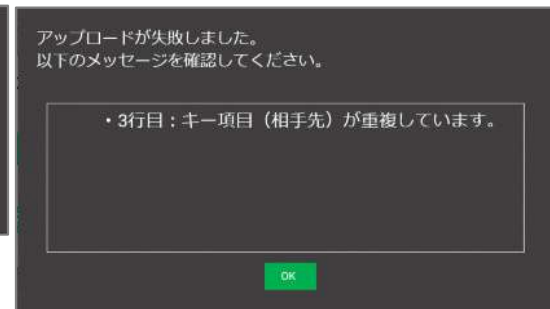 アップロードが失敗しました。
以下のメッセージを確認してください。
・3行目：キー項目（相手先）が重複しています。
OK